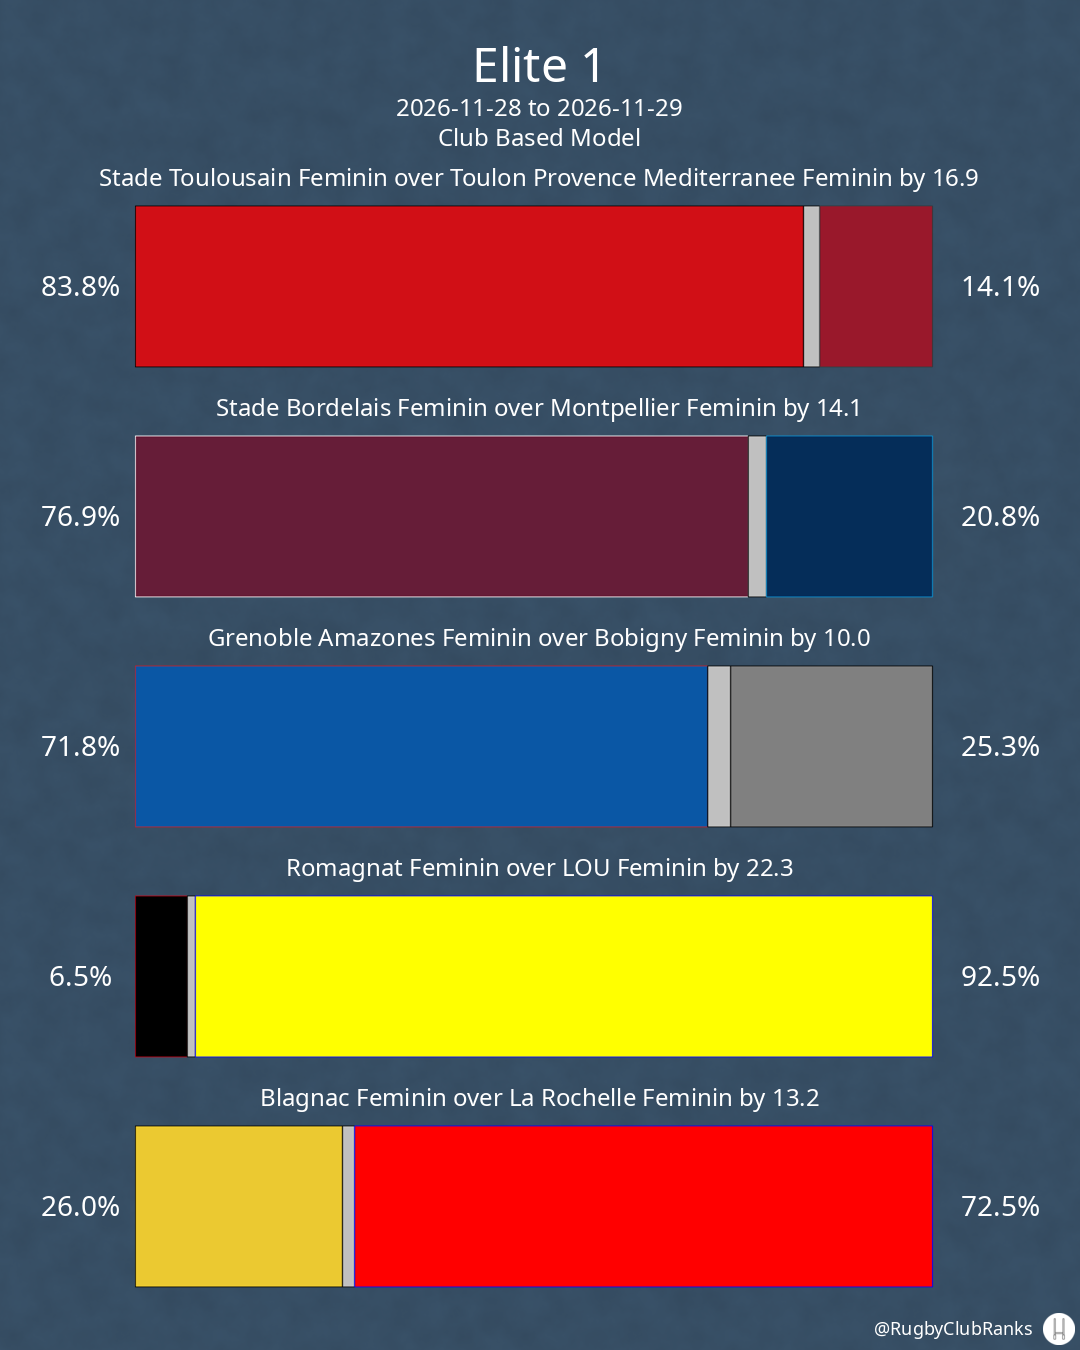 Elite 1
2026-11-28 to 2026-11-29
Club Based Model
Stade Toulousain Feminin over Toulon Provence Mediterranee Feminin by 16.9
83.8%
14.1%
Stade Bordelais Feminin over Montpellier Feminin by 14.1
76.9%
20.8%
Grenoble Amazones Feminin over Bobigny Feminin by 10.0
71.8%
25.3%
Romagnat Feminin over LOU Feminin by 22.3
6.5%
92.5%
Blagnac Feminin over La Rochelle Feminin by 13.2
26.0%
72.5%
@RugbyClubRanks